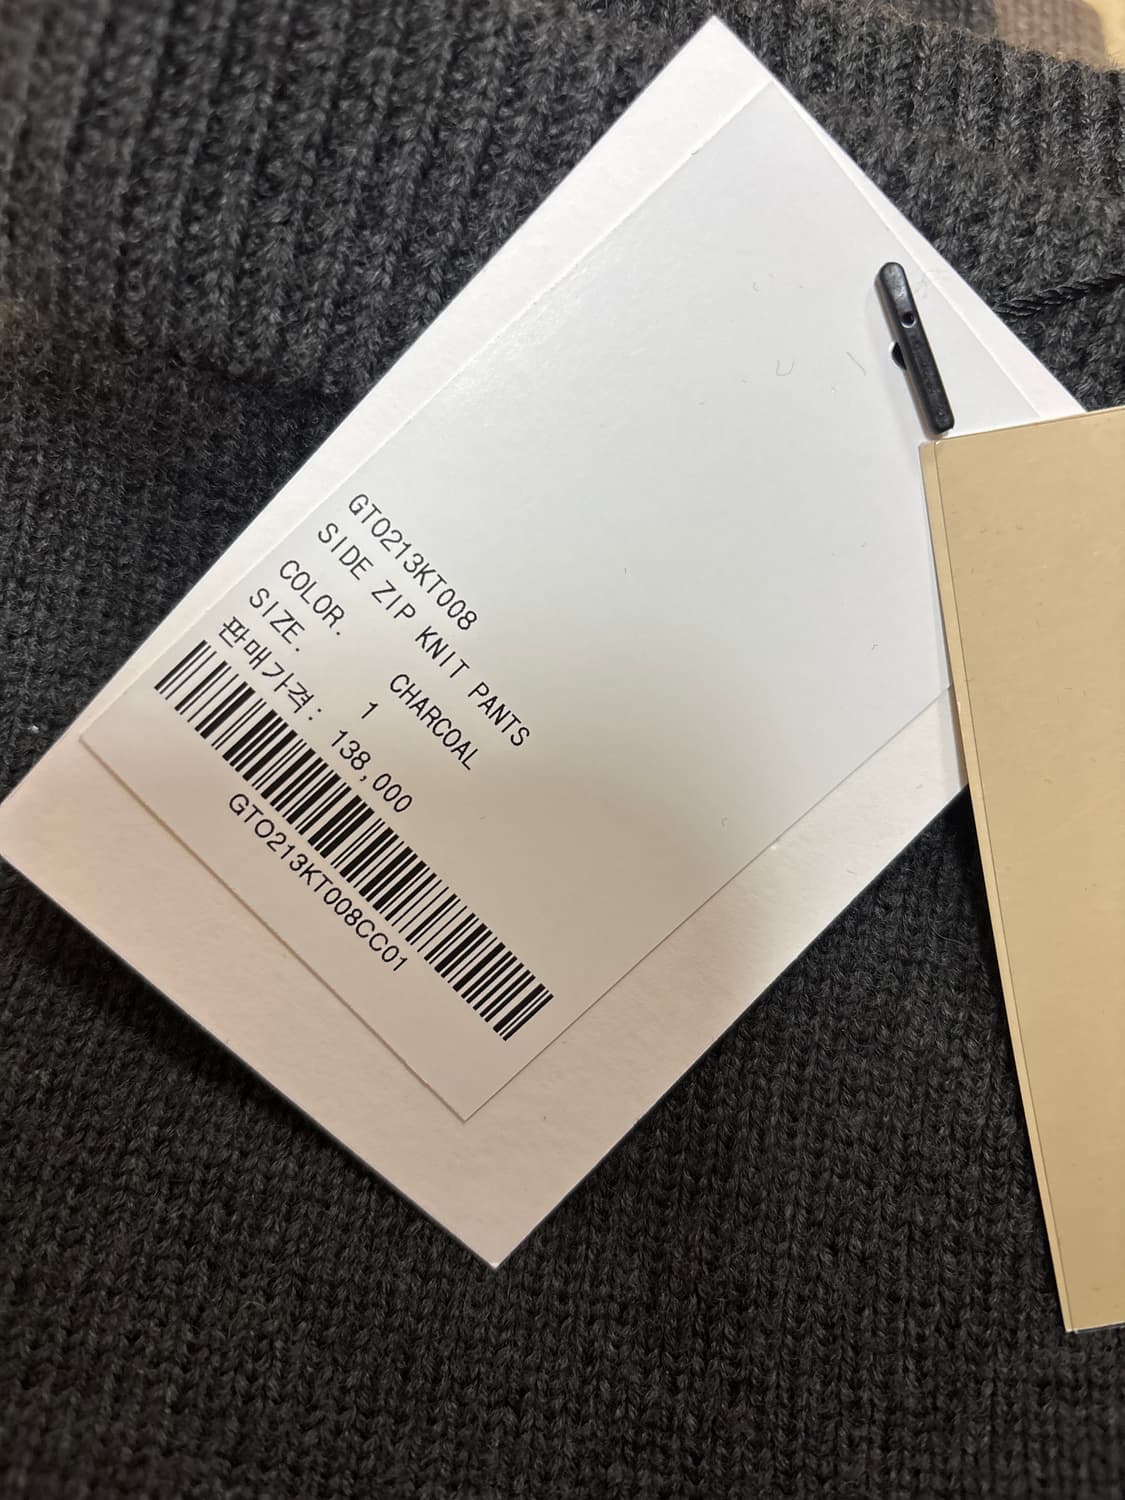 GTO213KT008
SIDE ZIP KNIT PANTS
COLOR. CHARCOAL
SIZE. 1
판매가격: 138,000
GTO213KT008CC01